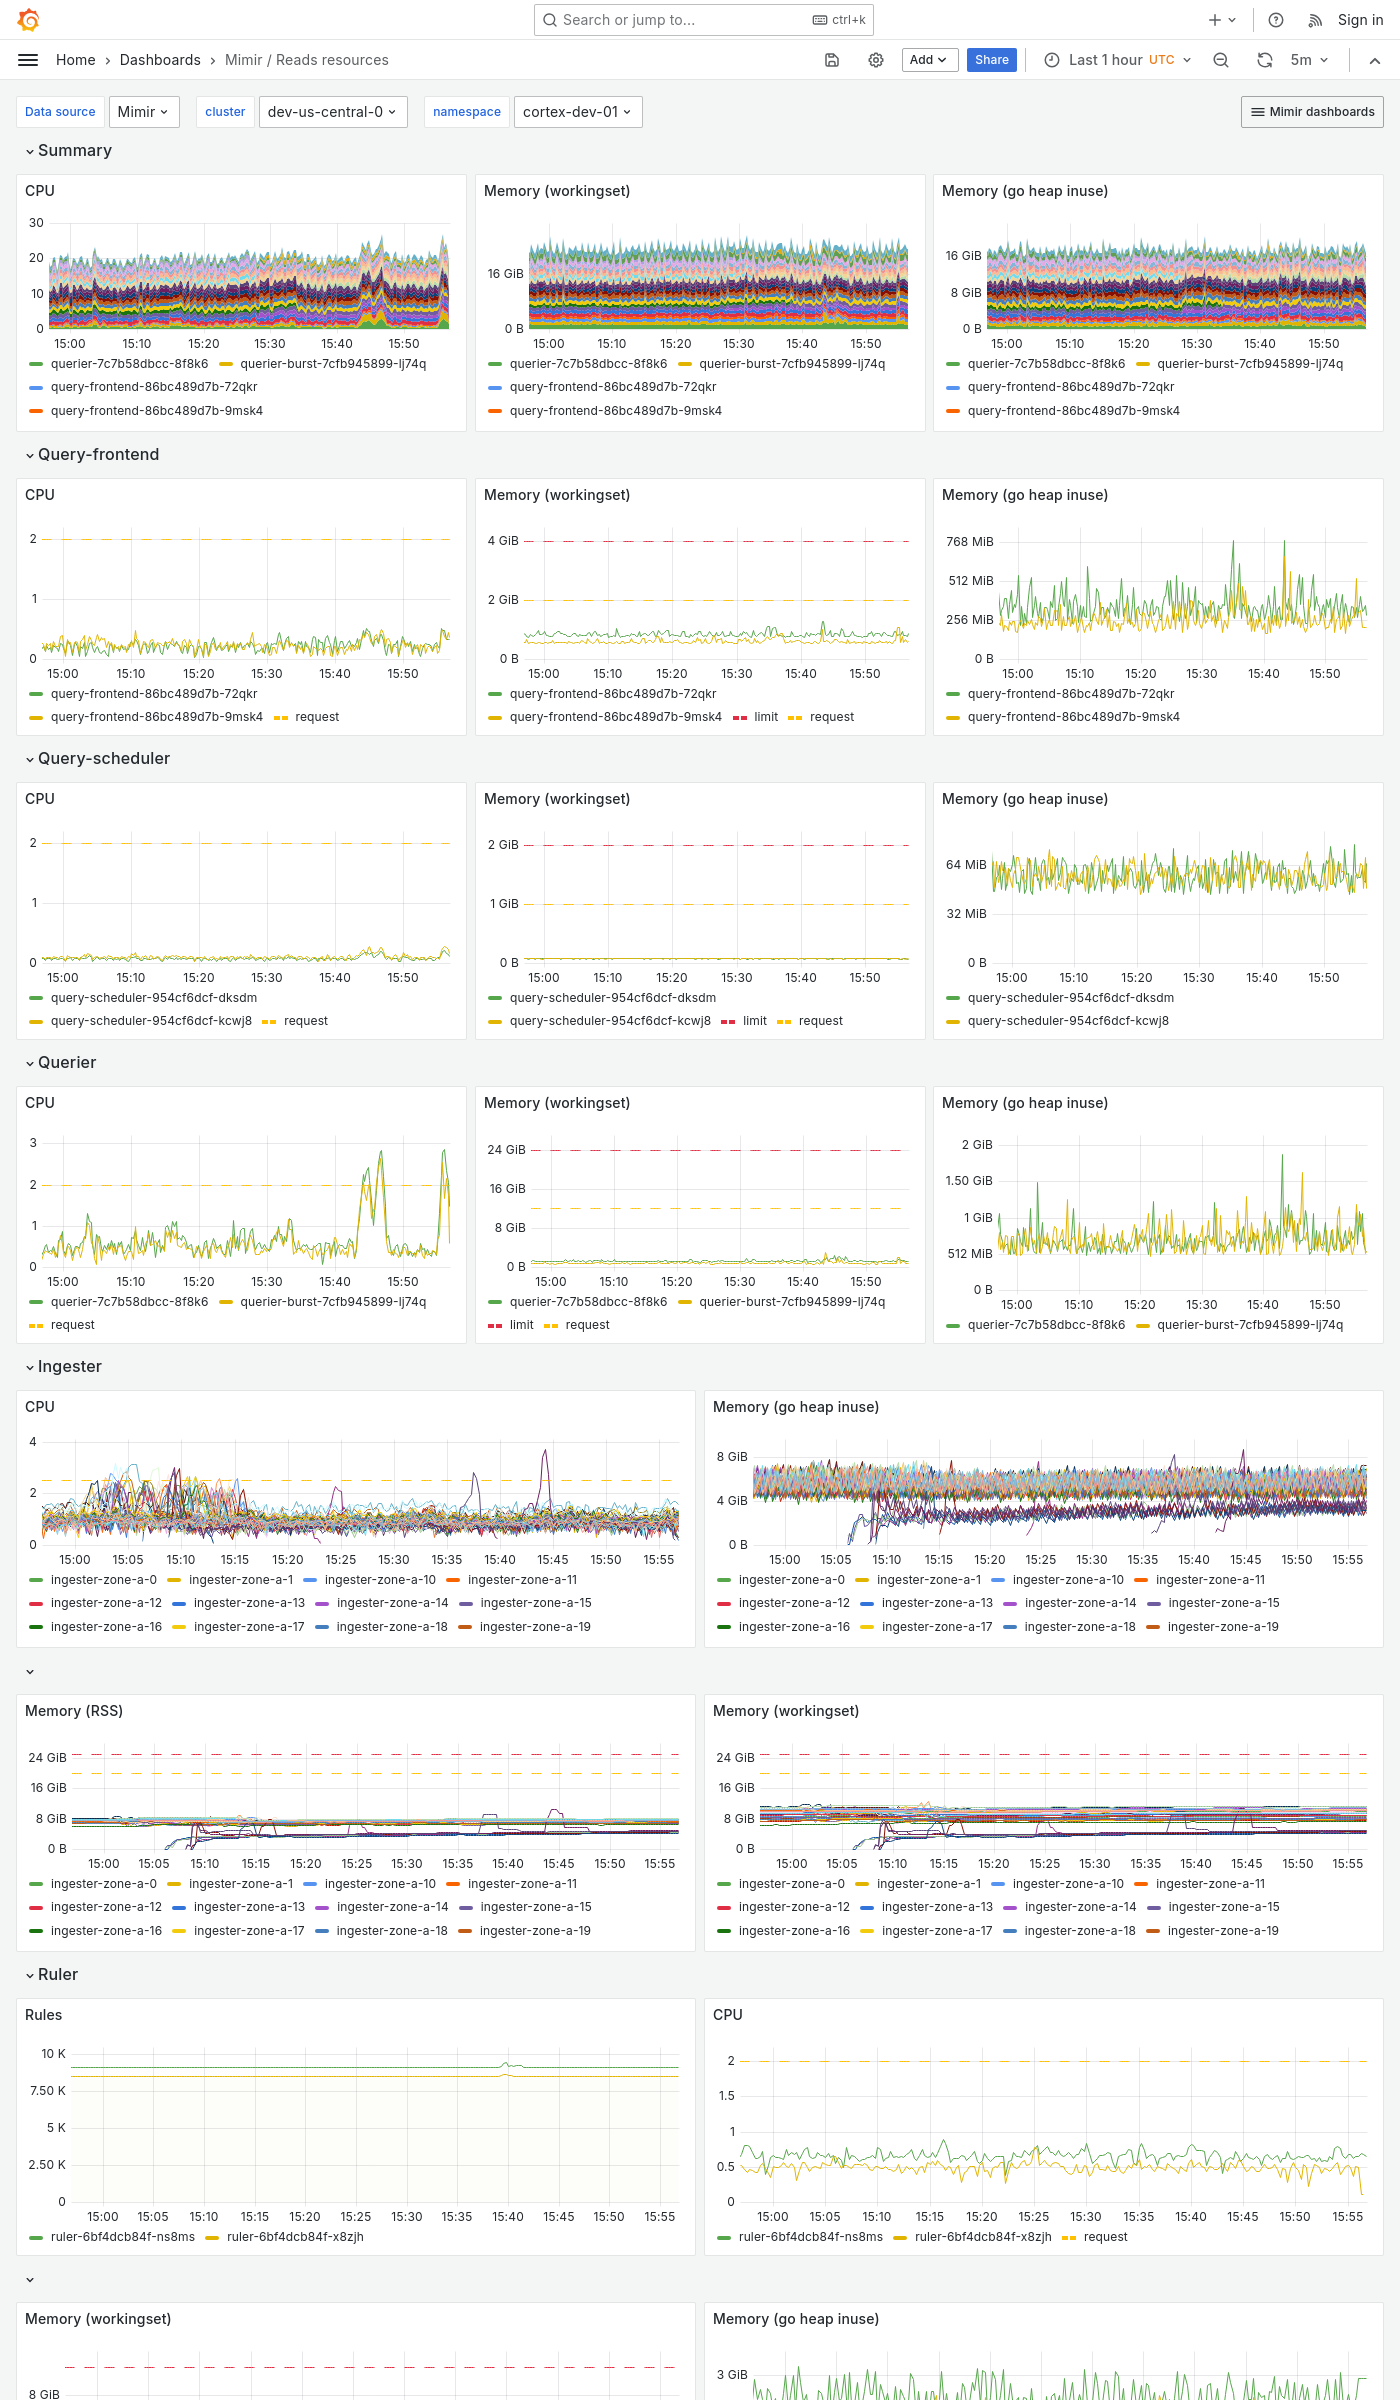 Search or jump to... ctrl+k Sign in
Home Dashboards Mimir / Reads resources Add Share Last 1 hour UTC 5m
Data source Mimir cluster dev-us-central-0 namespace cortex-dev-01 Mimir dashboards
Summary
CPU
30
20
10
0
15:00 15:10 15:20 15:30 15:40 15:50
querier-7c7b58dbcc-8f8k6 querier-burst-7cfb945899-lj74q
query-frontend-86bc489d7b-72qkr
query-frontend-86bc489d7b-9msk4
Memory (workingset)
16 GiB
0 B
15:00 15:10 15:20 15:30 15:40 15:50
querier-7c7b58dbcc-8f8k6 querier-burst-7cfb945899-lj74q
query-frontend-86bc489d7b-72qkr
query-frontend-86bc489d7b-9msk4
Memory (go heap inuse)
16 GiB
8 GiB
0 B
15:00 15:10 15:20 15:30 15:40 15:50
querier-7c7b58dbcc-8f8k6 querier-burst-7cfb945899-lj74q
query-frontend-86bc489d7b-72qkr
query-frontend-86bc489d7b-9msk4
Query-frontend
CPU
2
1
0
15:00 15:10 15:20 15:30 15:40 15:50
query-frontend-86bc489d7b-72qkr
query-frontend-86bc489d7b-9msk4 request
Memory (workingset)
4 GiB
2 GiB
0 B
15:00 15:10 15:20 15:30 15:40 15:50
query-frontend-86bc489d7b-72qkr
query-frontend-86bc489d7b-9msk4 limit request
Memory (go heap inuse)
768 MiB
512 MiB
256 MiB
0 B
15:00 15:10 15:20 15:30 15:40 15:50
query-frontend-86bc489d7b-72qkr
query-frontend-86bc489d7b-9msk4
Query-scheduler
CPU
2
1
0
15:00 15:10 15:20 15:30 15:40 15:50
query-scheduler-954cf6dcf-dksdm
query-scheduler-954cf6dcf-kcwj8 request
Memory (workingset)
2 GiB
1 GiB
0 B
15:00 15:10 15:20 15:30 15:40 15:50
query-scheduler-954cf6dcf-dksdm
query-scheduler-954cf6dcf-kcwj8 limit request
Memory (go heap inuse)
64 MiB
32 MiB
0 B
15:00 15:10 15:20 15:30 15:40 15:50
query-scheduler-954cf6dcf-dksdm
query-scheduler-954cf6dcf-kcwj8
Querier
CPU
3
2
1
0
15:00 15:10 15:20 15:30 15:40 15:50
querier-7c7b58dbcc-8f8k6 querier-burst-7cfb945899-lj74q
request
Memory (workingset)
24 GiB
16 GiB
8 GiB
0 B
15:00 15:10 15:20 15:30 15:40 15:50
querier-7c7b58dbcc-8f8k6 querier-burst-7cfb945899-lj74q
limit request
Memory (go heap inuse)
2 GiB
1.50 GiB
1 GiB
512 MiB
0 B
15:00 15:10 15:20 15:30 15:40 15:50
querier-7c7b58dbcc-8f8k6 querier-burst-7cfb945899-lj74q
Ingester
CPU
4
2
0
15:00 15:05 15:10 15:15 15:20 15:25 15:30 15:35 15:40 15:45 15:50 15:55
ingester-zone-a-0 ingester-zone-a-1 ingester-zone-a-10 ingester-zone-a-11
ingester-zone-a-12 ingester-zone-a-13 ingester-zone-a-14 ingester-zone-a-15
ingester-zone-a-16 ingester-zone-a-17 ingester-zone-a-18 ingester-zone-a-19
Memory (go heap inuse)
8 GiB
4 GiB
0 B
15:00 15:05 15:10 15:15 15:20 15:25 15:30 15:35 15:40 15:45 15:50 15:55
ingester-zone-a-0 ingester-zone-a-1 ingester-zone-a-10 ingester-zone-a-11
ingester-zone-a-12 ingester-zone-a-13 ingester-zone-a-14 ingester-zone-a-15
ingester-zone-a-16 ingester-zone-a-17 ingester-zone-a-18 ingester-zone-a-19
Memory (RSS)
24 GiB
16 GiB
8 GiB
0 B
15:00 15:05 15:10 15:15 15:20 15:25 15:30 15:35 15:40 15:45 15:50 15:55
ingester-zone-a-0 ingester-zone-a-1 ingester-zone-a-10 ingester-zone-a-11
ingester-zone-a-12 ingester-zone-a-13 ingester-zone-a-14 ingester-zone-a-15
ingester-zone-a-16 ingester-zone-a-17 ingester-zone-a-18 ingester-zone-a-19
Memory (workingset)
24 GiB
16 GiB
8 GiB
0 B
15:00 15:05 15:10 15:15 15:20 15:25 15:30 15:35 15:40 15:45 15:50 15:55
ingester-zone-a-0 ingester-zone-a-1 ingester-zone-a-10 ingester-zone-a-11
ingester-zone-a-12 ingester-zone-a-13 ingester-zone-a-14 ingester-zone-a-15
ingester-zone-a-16 ingester-zone-a-17 ingester-zone-a-18 ingester-zone-a-19
Ruler
Rules
10 K
7.50 K
5 K
2.50 K
0
15:00 15:05 15:10 15:15 15:20 15:25 15:30 15:35 15:40 15:45 15:50 15:55
ruler-6bf4dcb84f-ns8ms ruler-6bf4dcb84f-x8zjh
CPU
2
1.5
1
0.5
0
15:00 15:05 15:10 15:15 15:20 15:25 15:30 15:35 15:40 15:45 15:50 15:55
ruler-6bf4dcb84f-ns8ms ruler-6bf4dcb84f-x8zjh request
Memory (workingset)
8 GiB
Memory (go heap inuse)
3 GiB